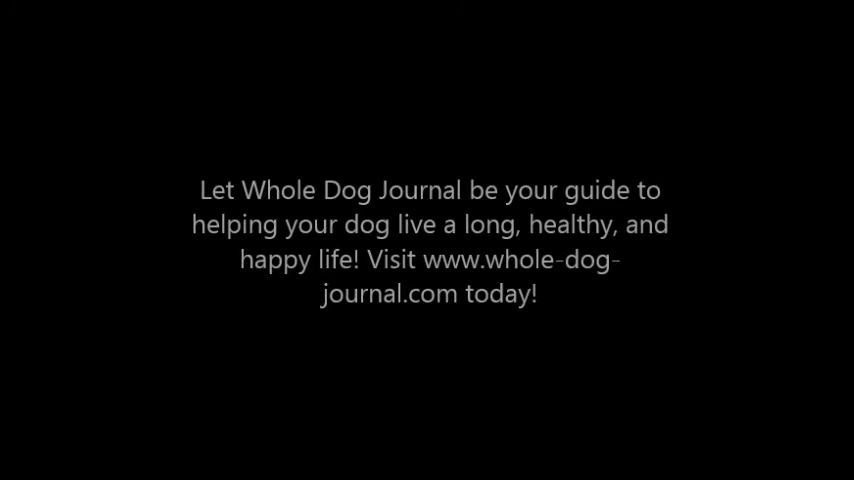 Let Whole Dog Journal be your guide to
helping your dog live a long, healthy, and
happy life! Visit www.whole-dog-
journal.com today!